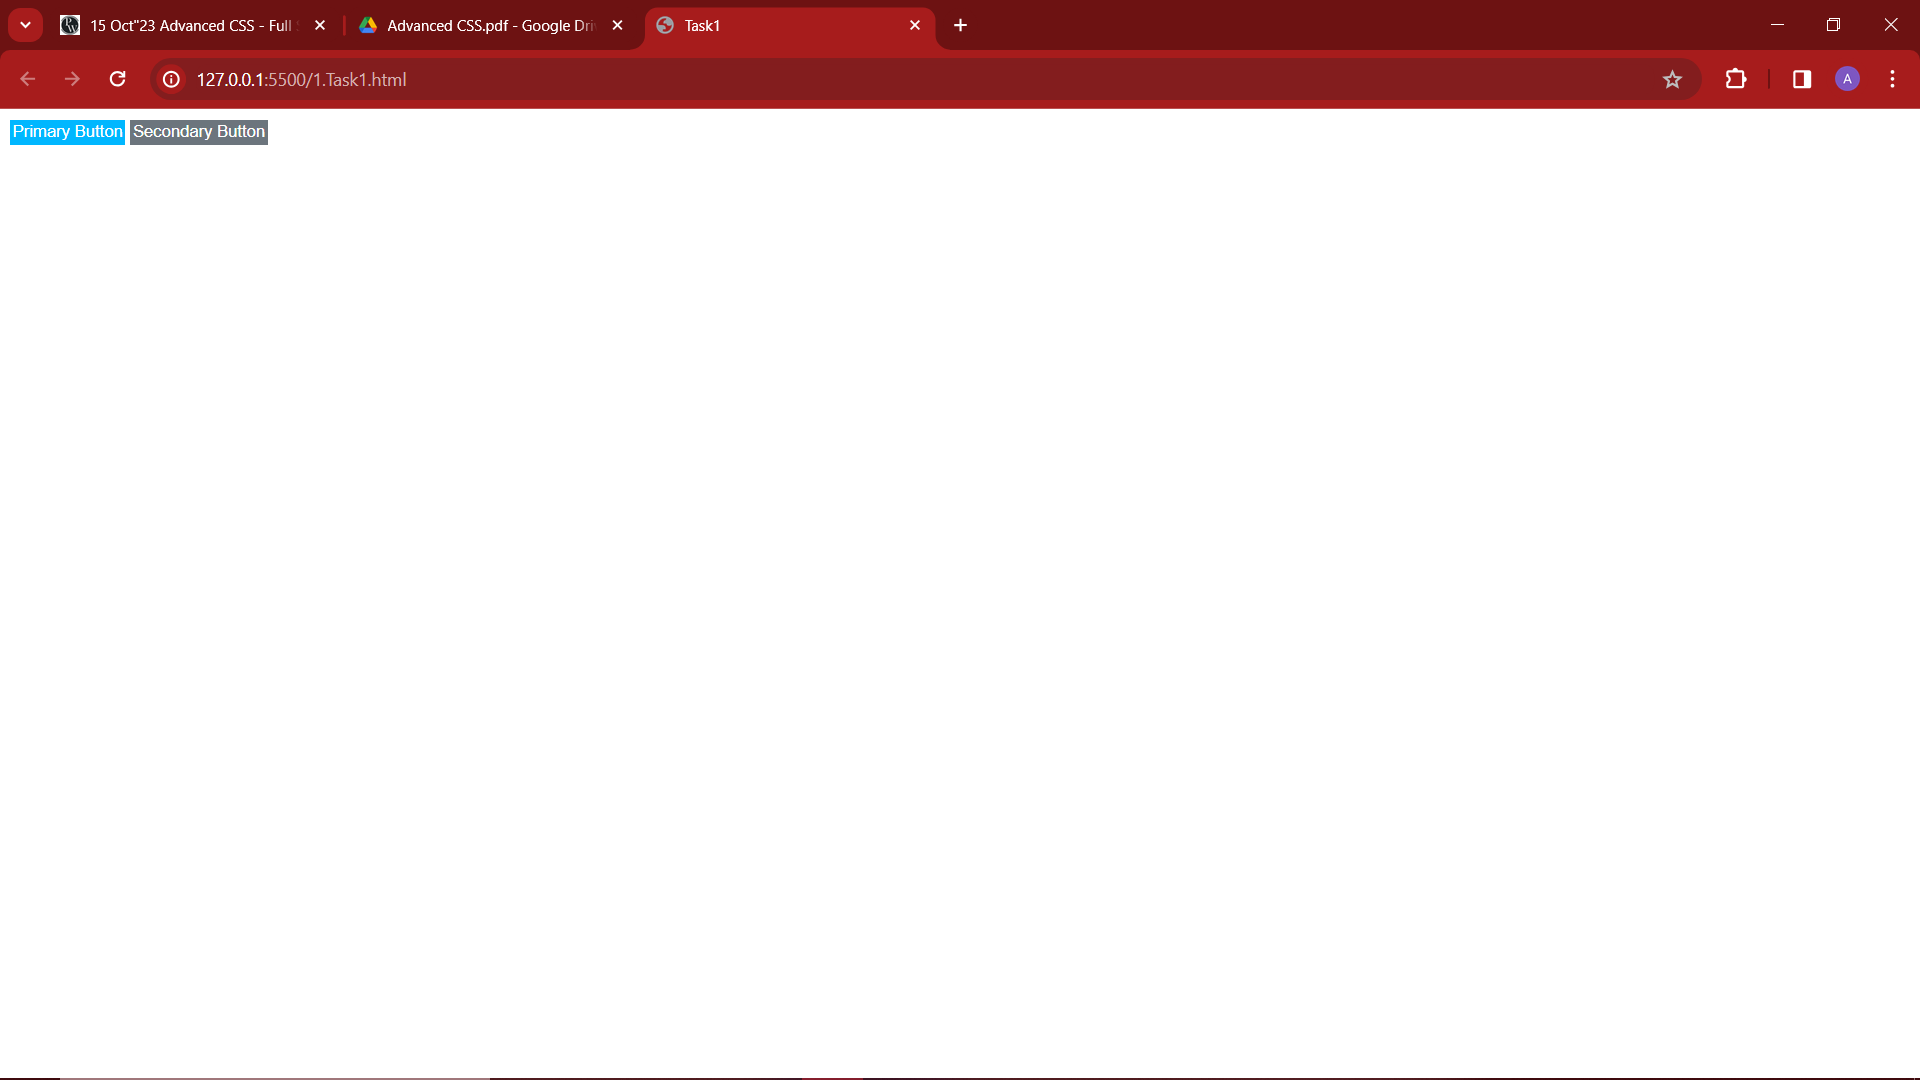 15 Oct"23 Advanced CSS - Full
Advanced CSS.pdf - Google Dri
Task1
127.0.0.1:5500/1.Task1.html
A
Primary Button Secondary Button